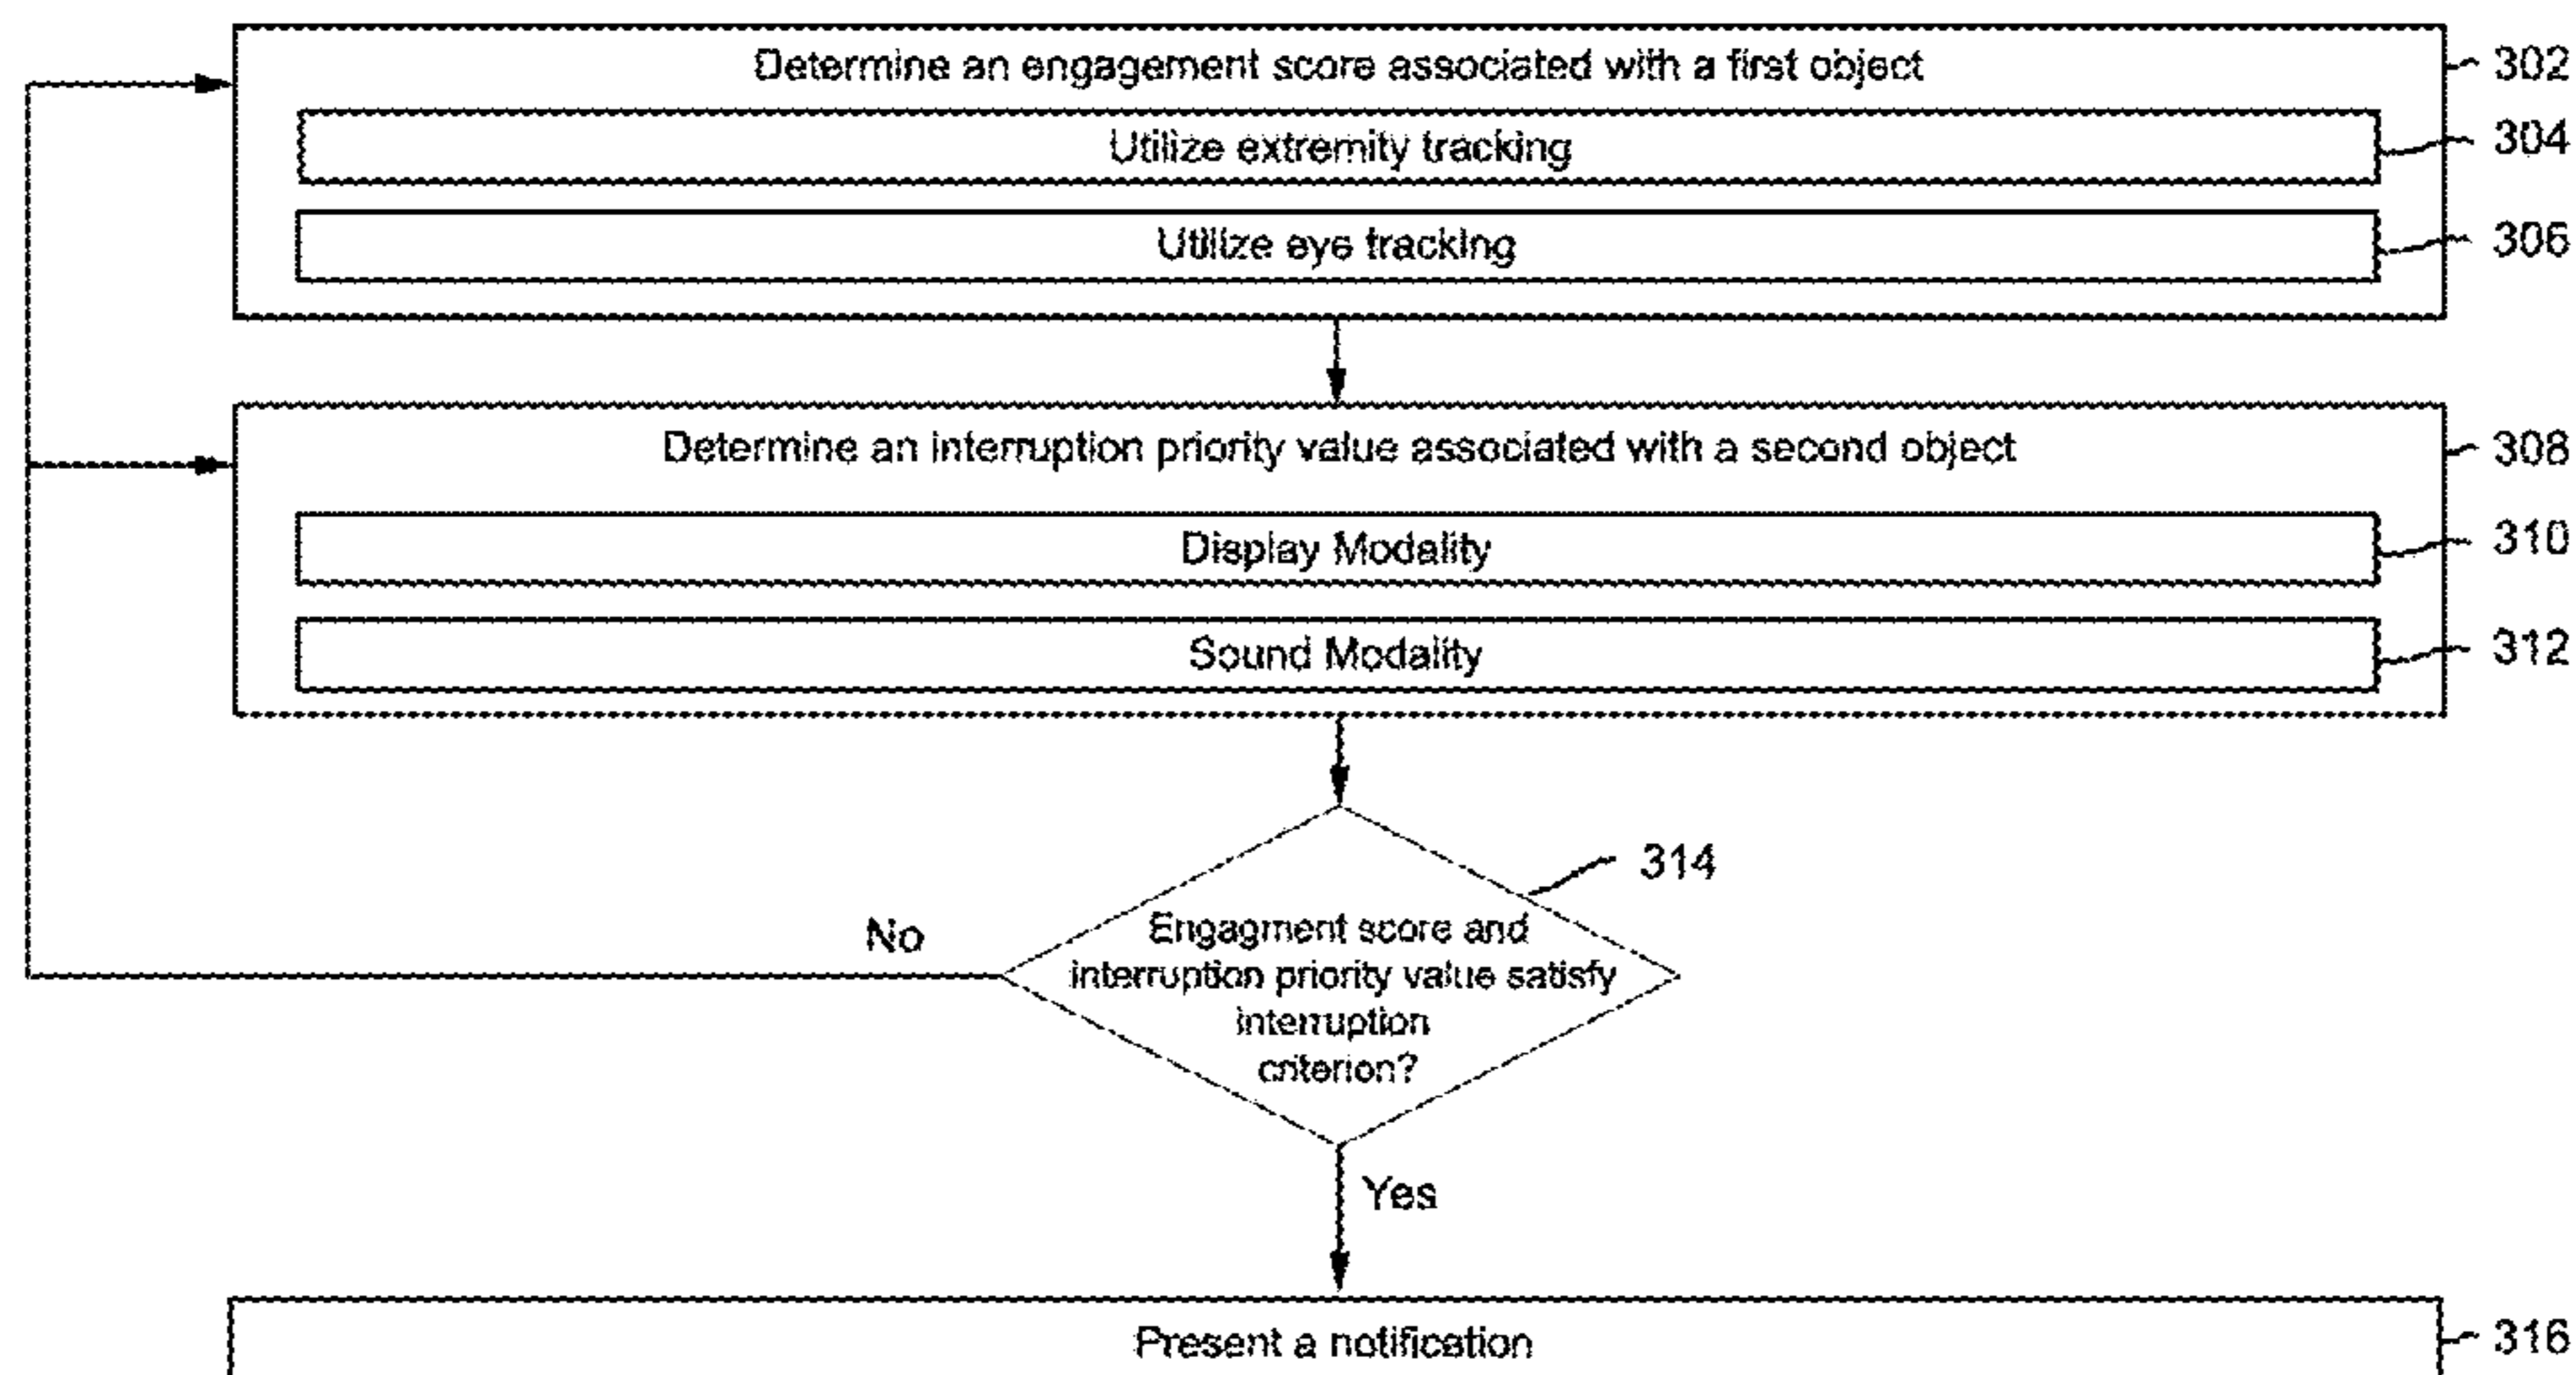 Determine an engagement score associated with a first object
302
Utilize extremity tracking
304
Utilize eye tracking
306
Determine an interruption priority value associated with a second object
308
Display Modality
310
Sound Modality
312
314
No
Engagment score and
interruption priority value satisfy
interruption
criterion?
Yes
Present a notification
316